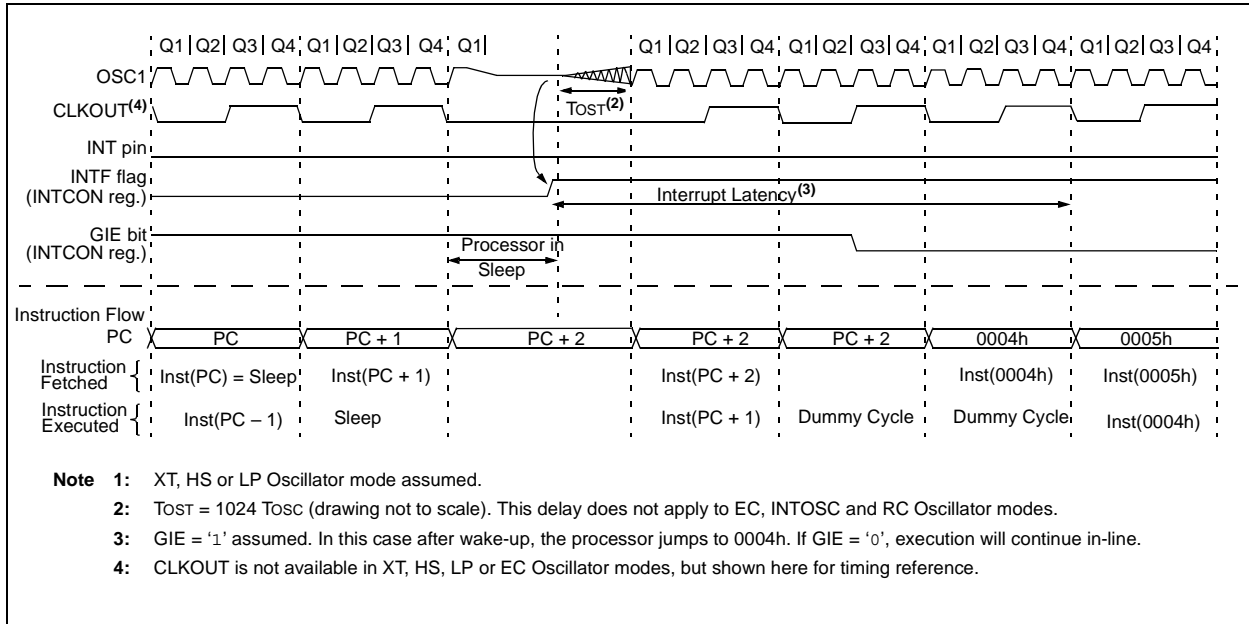 Q1 Q2 Q3 Q4 Q1 Q2 Q3 Q4 Q1 Q1 Q2 Q3 Q4 Q1 Q2 Q3 Q4 Q1 Q2 Q3 Q4 Q1 Q2 Q3 Q4
OSC1
TOST(2)
CLKOUT(4)
INT pin
INTF flag
(INTCON reg.)
Interrupt Latency(3)
GIE bit
(INTCON reg.)
Processor in
Sleep
Instruction Flow
PC PC PC + 1 PC + 2 PC + 2 PC + 2 0004h 0005h
Instruction
Fetched { Inst(PC) = Sleep Inst(PC + 1) Inst(PC + 2) Inst(0004h) Inst(0005h)
Instruction
Executed { Inst(PC – 1) Sleep Inst(PC + 1) Dummy Cycle Dummy Cycle Inst(0004h)
Note 1: XT, HS or LP Oscillator mode assumed.
2: TOST = 1024 TOSC (drawing not to scale). This delay does not apply to EC, INTOSC and RC Oscillator modes.
3: GIE = ‘1’ assumed. In this case after wake-up, the processor jumps to 0004h. If GIE = ‘0’, execution will continue in-line.
4: CLKOUT is not available in XT, HS, LP or EC Oscillator modes, but shown here for timing reference.